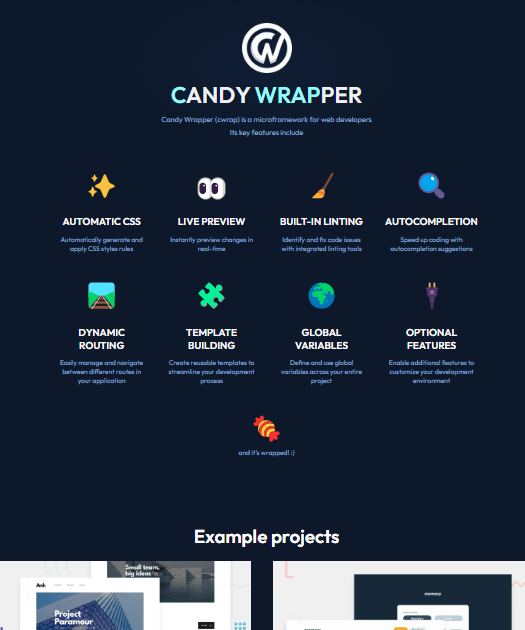 CANDY WRAPPER
Candy Wrapper (cwrap) is a microframework for web developers
Its key features include
AUTOMATIC CSS
Automatically generate and
apply CSS styles rules
LIVE PREVIEW
Instantly preview changes in
real-time
BUILT-IN LINTING
Identify and fix code issues
with integrated linting tools
AUTOCOMPLETION
Speed up coding with
autocompletion suggestions
DYNAMIC
ROUTING
Easily manage and navigate
between different routes in
your application
TEMPLATE
BUILDING
Create reusable templates to
streamline your development
process
GLOBAL
VARIABLES
Define and use global
variables across your entire
project
OPTIONAL
FEATURES
Enable additional features to
customize your development
environment
and it's wrapped! :)
Example projects
Small team,
big ideas
Arch
Project
Paramour
memory